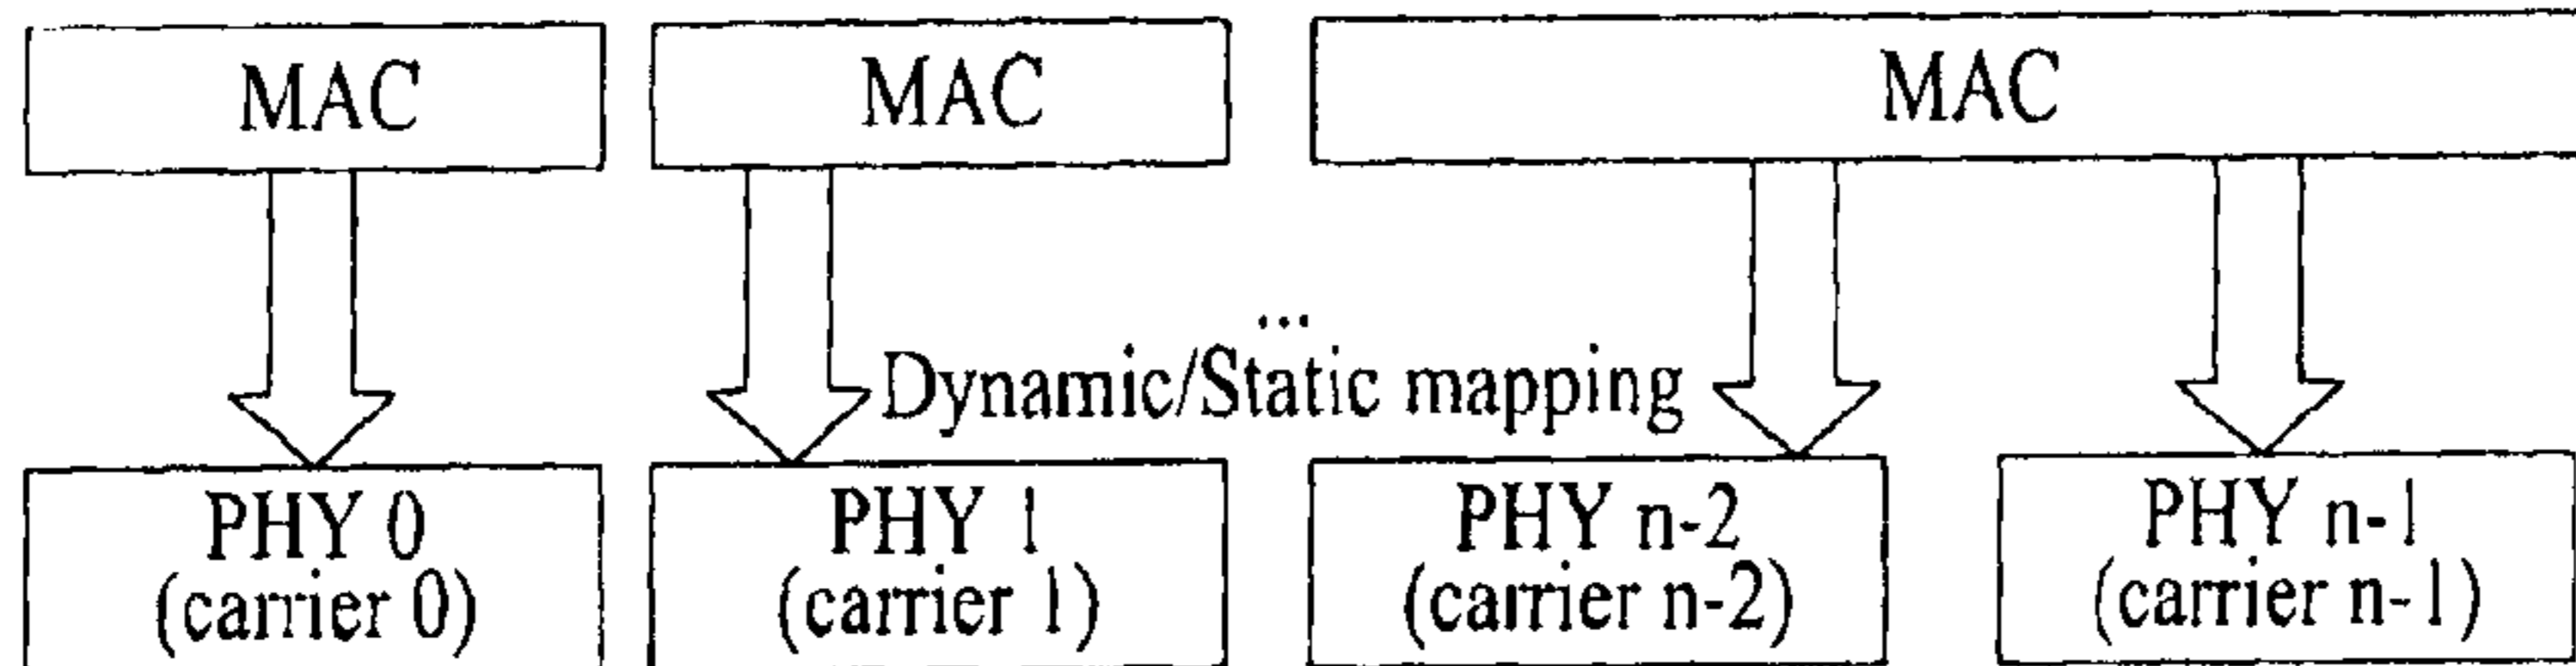 MAC
MAC
MAC
...
Dynamic/Static mapping
PHY 0
(carrier 0)
PHY 1
(carrier 1)
PHY n-2
(carrier n-2)
PHY n-1
(carrier n-1)